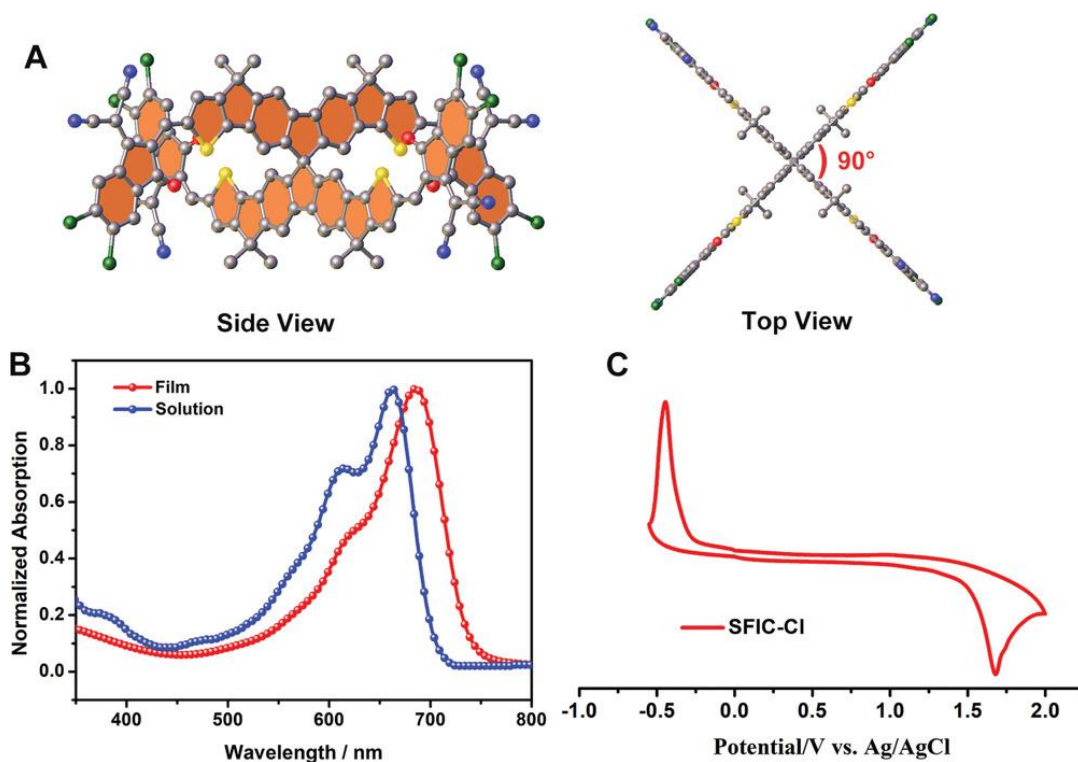 A
90°
Side View
Top View
B
Film
Solution
1.0
0.8
0.6
0.4
0.2
0.0
Normalized Absorption
400
500
600
700
800
Wavelength / nm
C
SFIC-Cl
-1.0
-0.5
0.0
0.5
1.0
1.5
2.0
Potential/V vs. Ag/AgCl